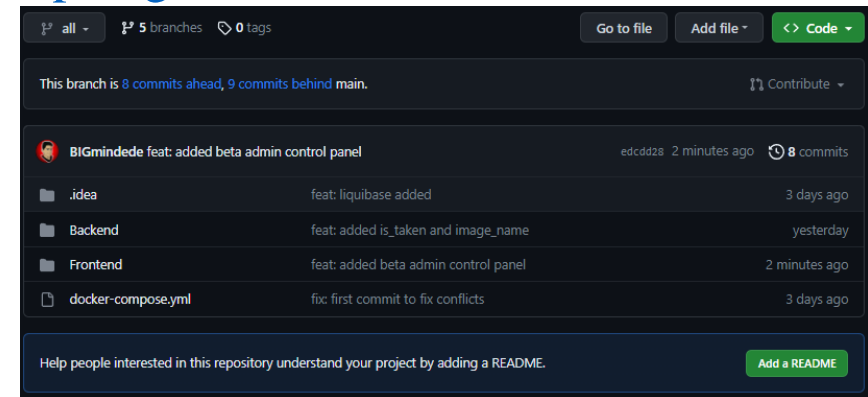 all 5 branches 0 tags Go to file Add file Code
This branch is 8 commits ahead, 9 commits behind main. Contribute
BIGmindede feat: added beta admin control panel edcdd28 2 minutes ago 8 commits
.idea feat: liquibase added 3 days ago
Backend feat: added is_taken and image_name yesterday
Frontend feat: added beta admin control panel 2 minutes ago
docker-compose.yml fix: first commit to fix conflicts 3 days ago
Help people interested in this repository understand your project by adding a README. Add a README